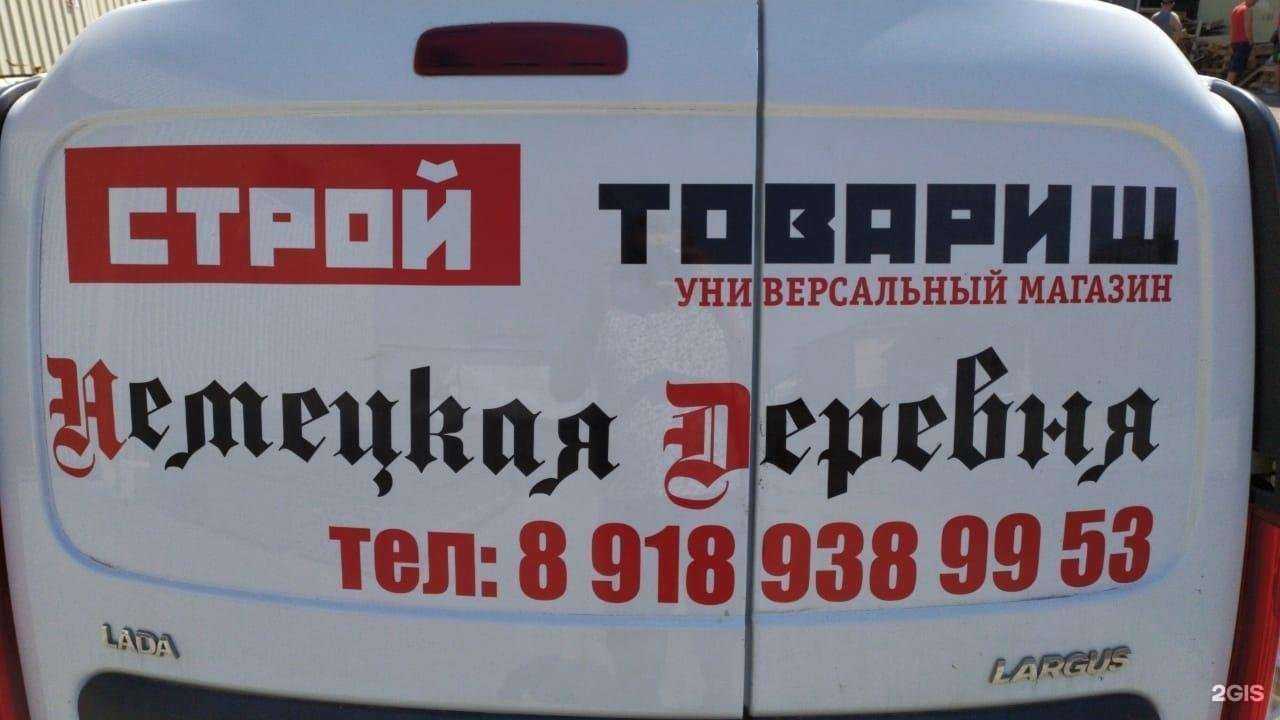 СТРОЙ ТОВАРИЩ
УНИВЕРСАЛЬНЫЙ МАГАЗИН
Немецкая Деревня
тел: 8 918 938 99 53
LADA LARGUS
2GIS